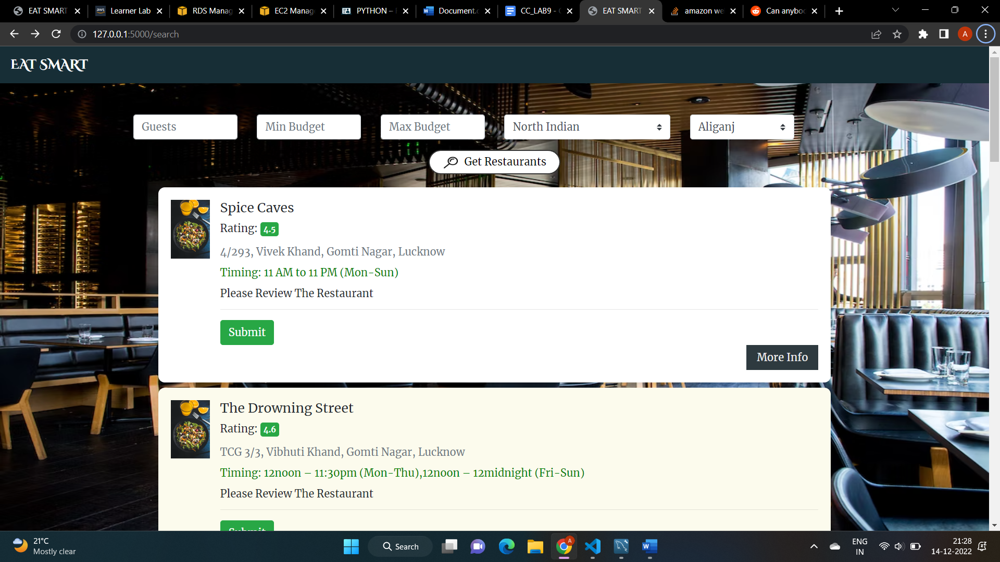 EAT SMART
Learner Lab
RDS Manag
EC2 Manag
PYTHON –
Document.
CC_LAB9 -
EAT SMART
amazon we
Can anyboc
127.0.0.1:5000/search
A
EAT SMART
Guests
Min Budget
Max Budget
North Indian
Aliganj
Get Restaurants
Spice Caves
Rating: 4.5
4/293, Vivek Khand, Gomti Nagar, Lucknow
Timing: 11 AM to 11 PM (Mon-Sun)
Please Review The Restaurant
Submit
More Info
The Drowning Street
Rating: 4.6
TCG 3/3, Vibhuti Khand, Gomti Nagar, Lucknow
Timing: 12noon – 11:30pm (Mon-Thu),12noon – 12midnight (Fri-Sun)
Please Review The Restaurant
Submit
21°C
Mostly clear
Search
ENG
IN
21:28
14-12-2022